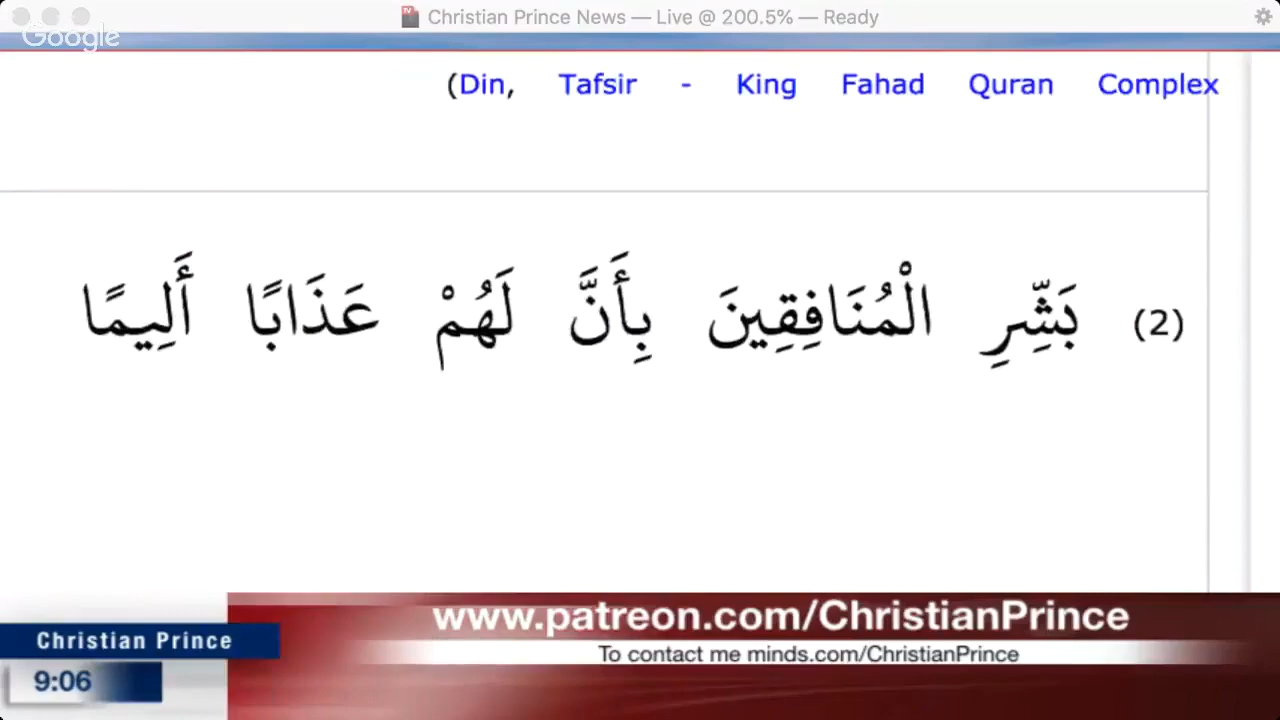 Christian Prince News — Live @ 200.5% — Ready
Google
(Din, Tafsir - King Fahad Quran Complex
(2) بَشِّرِ الْمُنَافِقِينَ بِأَنَّ لَهُمْ عَذَابًا أَلِيمًا
www.patreon.com/ChristianPrince
Christian Prince
To contact me minds.com/ChristianPrince
9:06